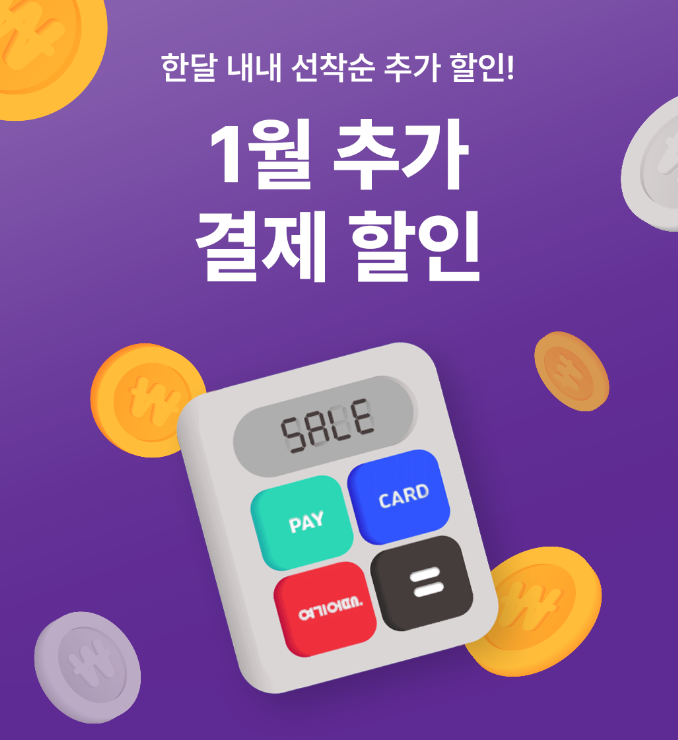 한달 내내 선착순 추가 할인!
1월 추가
결제 할인
SALE
PAY
CARD
여기어때.
=